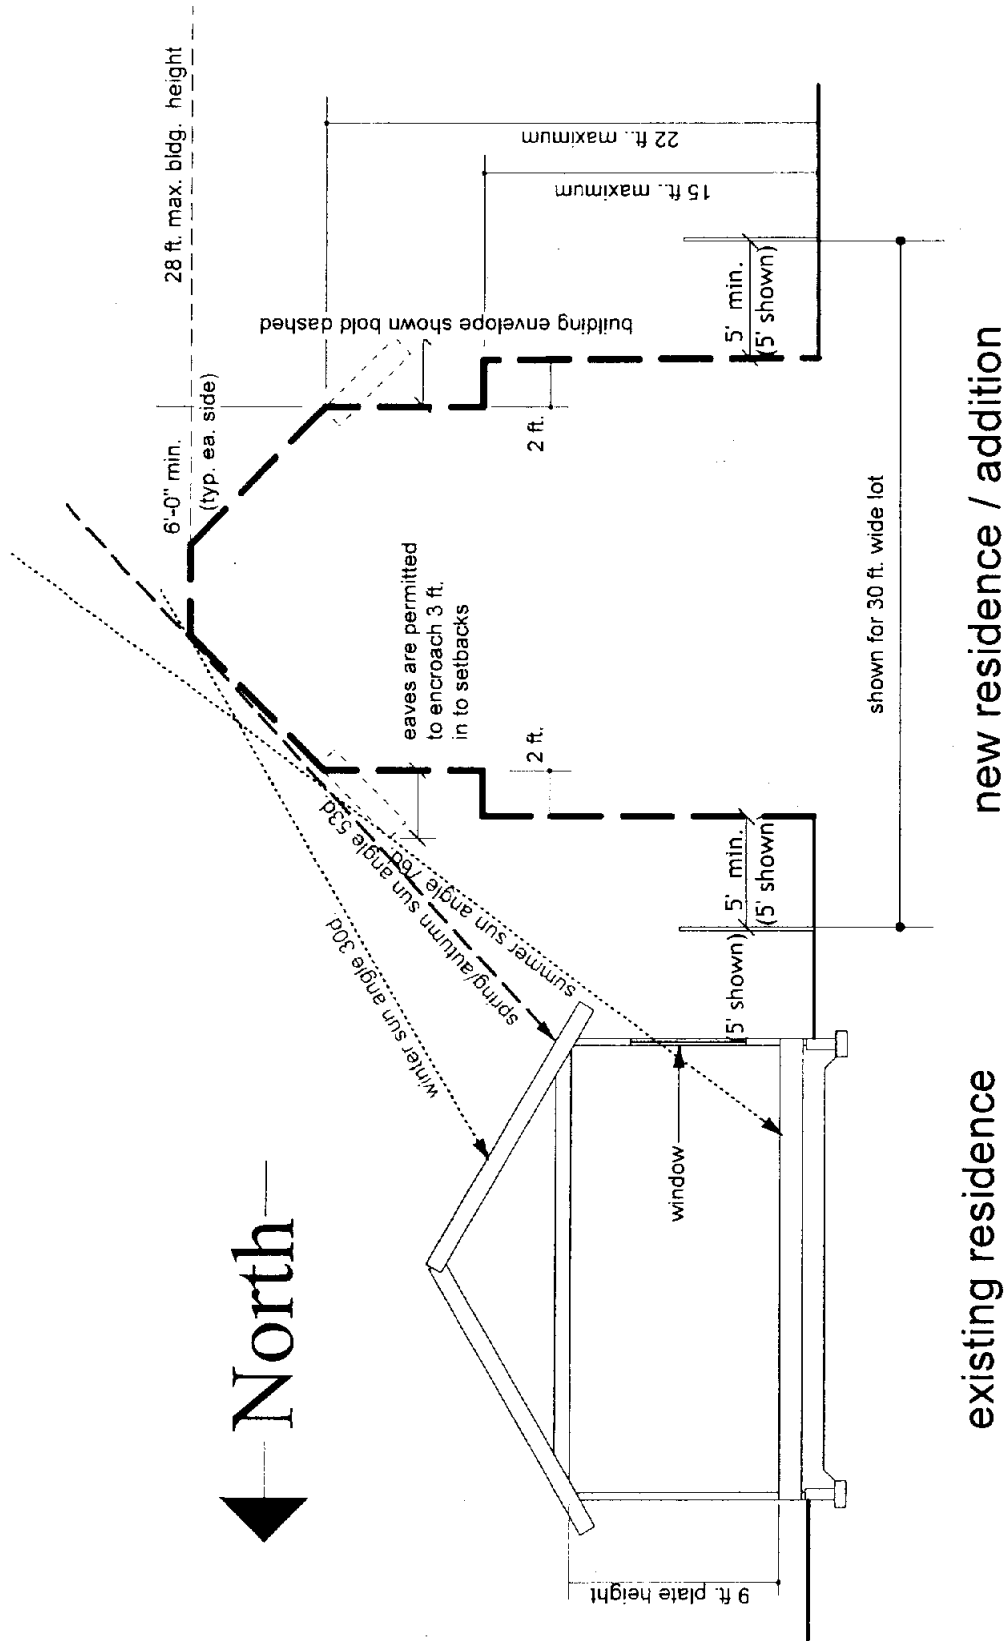 North
28 ft. max. bldg. height
6'-0" min.
(typ. ea. side)
building envelope shown bold dashed
22 ft. maximum
15 ft. maximum
2 ft.
5' min.
(5' shown)
eaves are permitted
to encroach 3 ft.
in to setbacks
2 ft.
5' min.
(5' shown)
(5' shown)
shown for 30 ft. wide lot
winter sun angle 30d.
spring/autumn sun angle 53d.
summer sun angle 76d.
window
9 ft. plate height
existing residence
new residence / addition